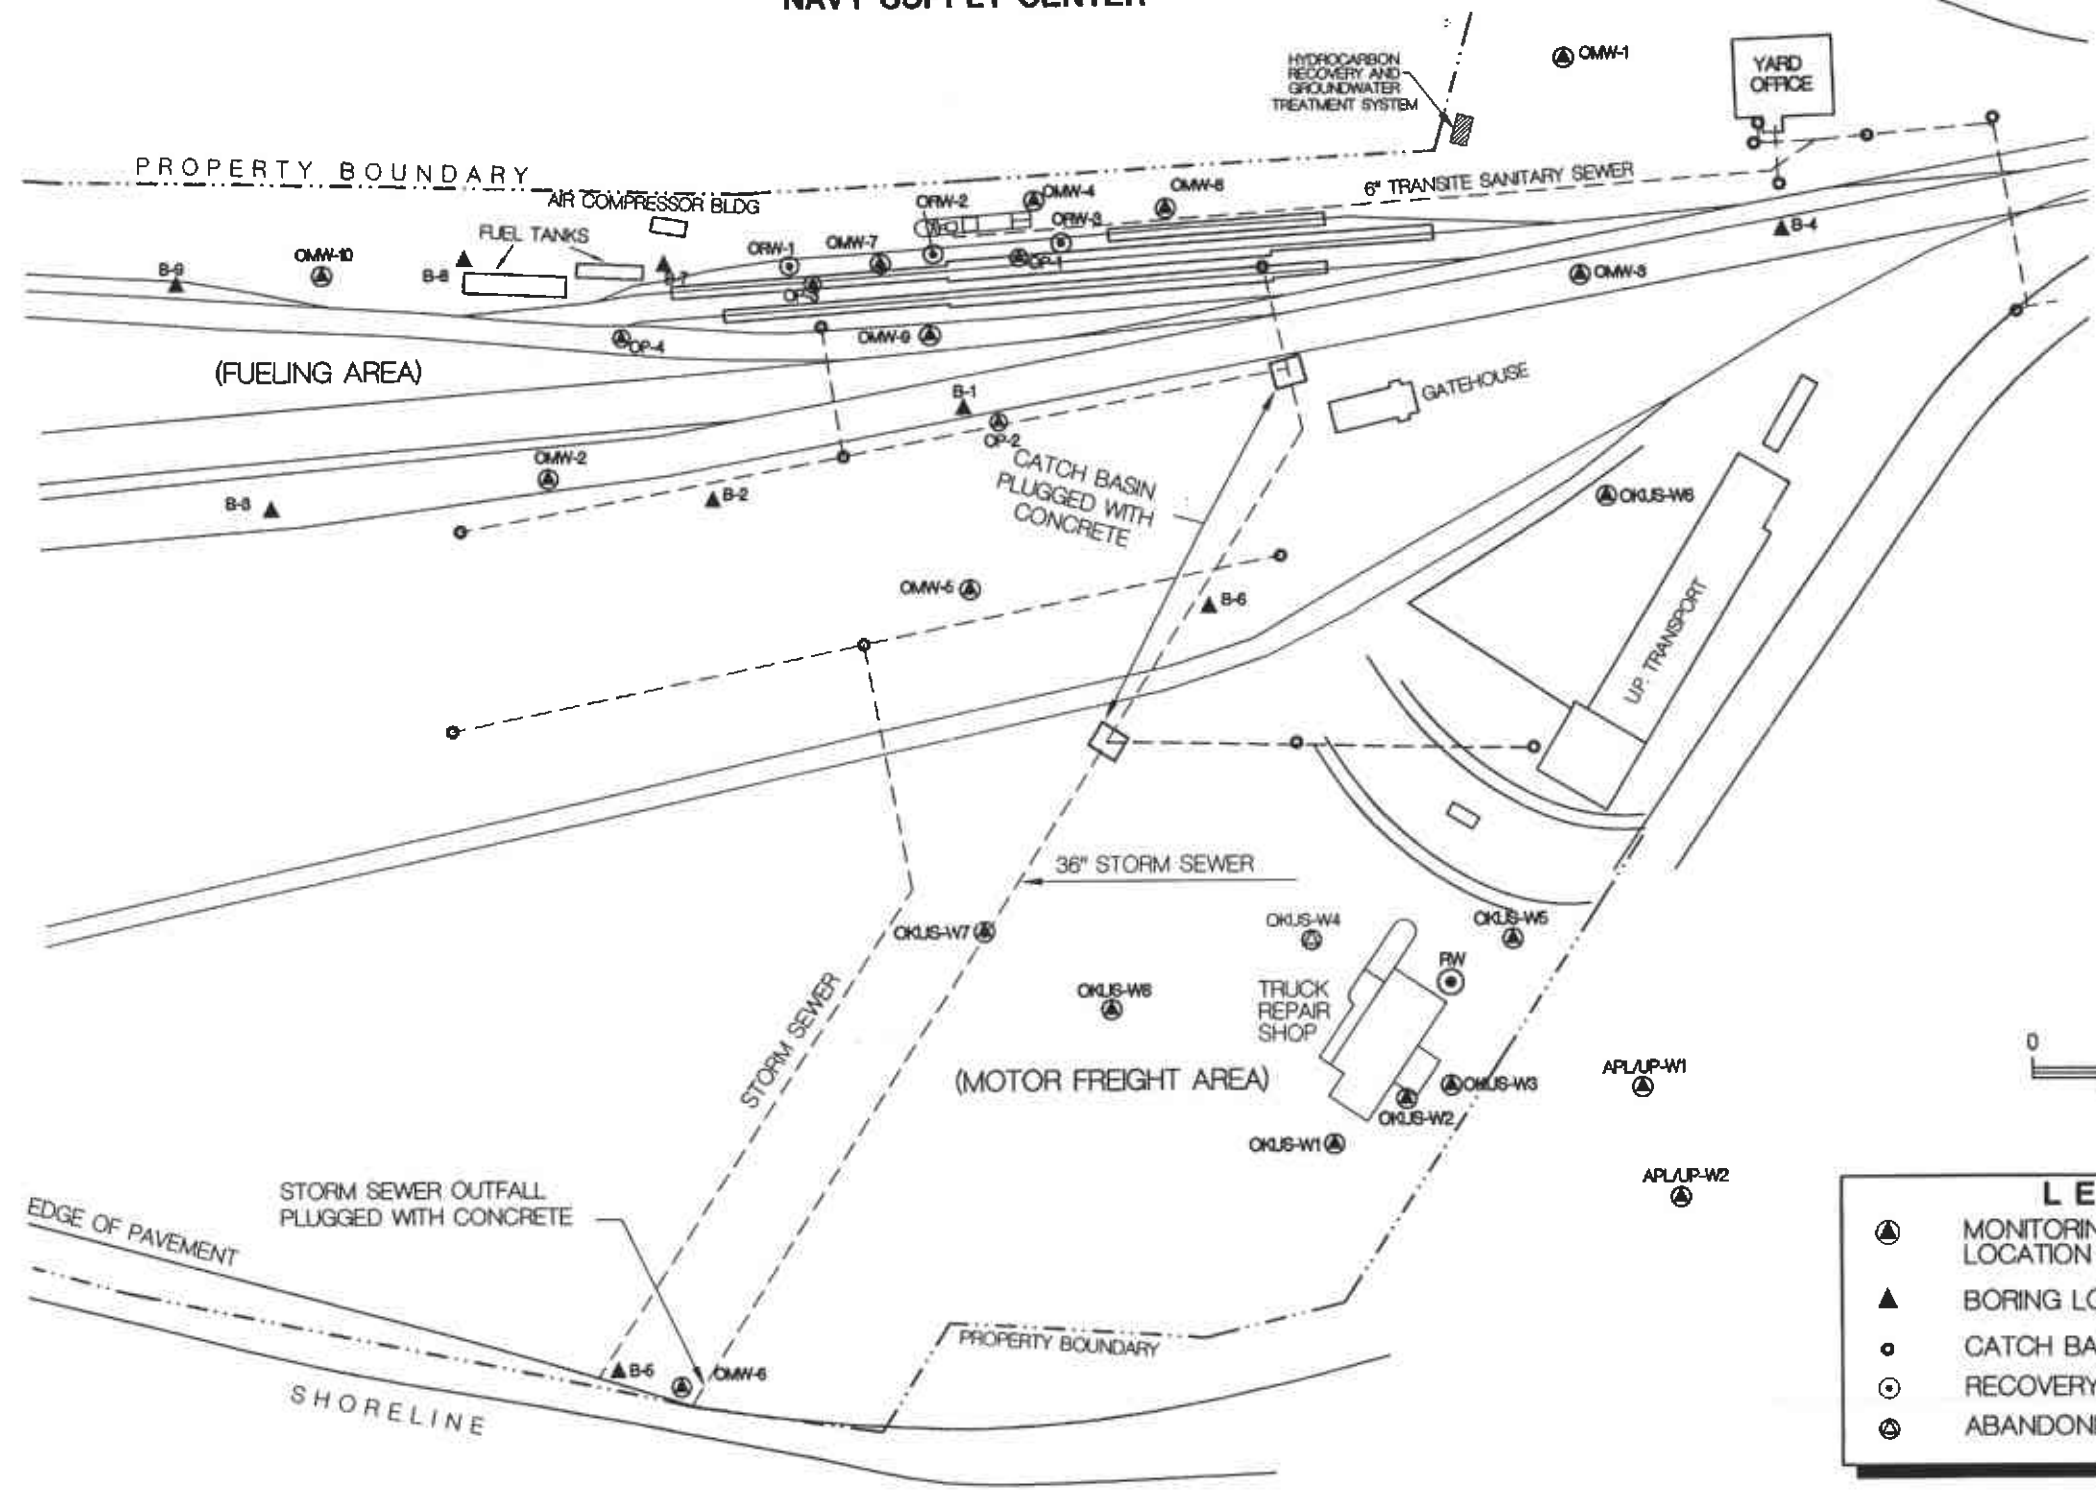 NAVY SUPPLY CENTER
OMW-1
YARD
OFFICE
HYDROCARBON
RECOVERY AND
GROUNDWATER
TREATMENT SYSTEM
PROPERTY BOUNDARY
6" TRANSITE SANITARY SEWER
AIR COMPRESSOR BLDG
ORW-2
OMW-4
OMW-8
ORW-3
FUEL TANKS
ORW-1
OMW-7
OMW-10
B-9
B-8
OP-1
B-4
OMW-3
OMW-9
OP-4
(FUELING AREA)
GATEHOUSE
B-1
OP-2
OMW-2
B-3
B-2
CATCH BASIN
PLUGGED WITH
CONCRETE
OKUS-W6
OMW-5
B-6
U.P. TRANSPORT
36" STORM SEWER
OKUS-W7
OKUS-W4
OKUS-W5
RW
STORM SEWER
TRUCK
REPAIR
SHOP
0
(MOTOR FREIGHT AREA)
OKUS-W3
APL/UP-W1
OKUS-W2
OKUS-W1
APL/UP-W2
STORM SEWER OUTFALL
PLUGGED WITH CONCRETE
EDGE OF PAVEMENT
PROPERTY BOUNDARY
B-5
OMW-6
SHORELINE
LE
MONITORIN
LOCATION
BORING LO
CATCH BA
RECOVERY
ABANDON